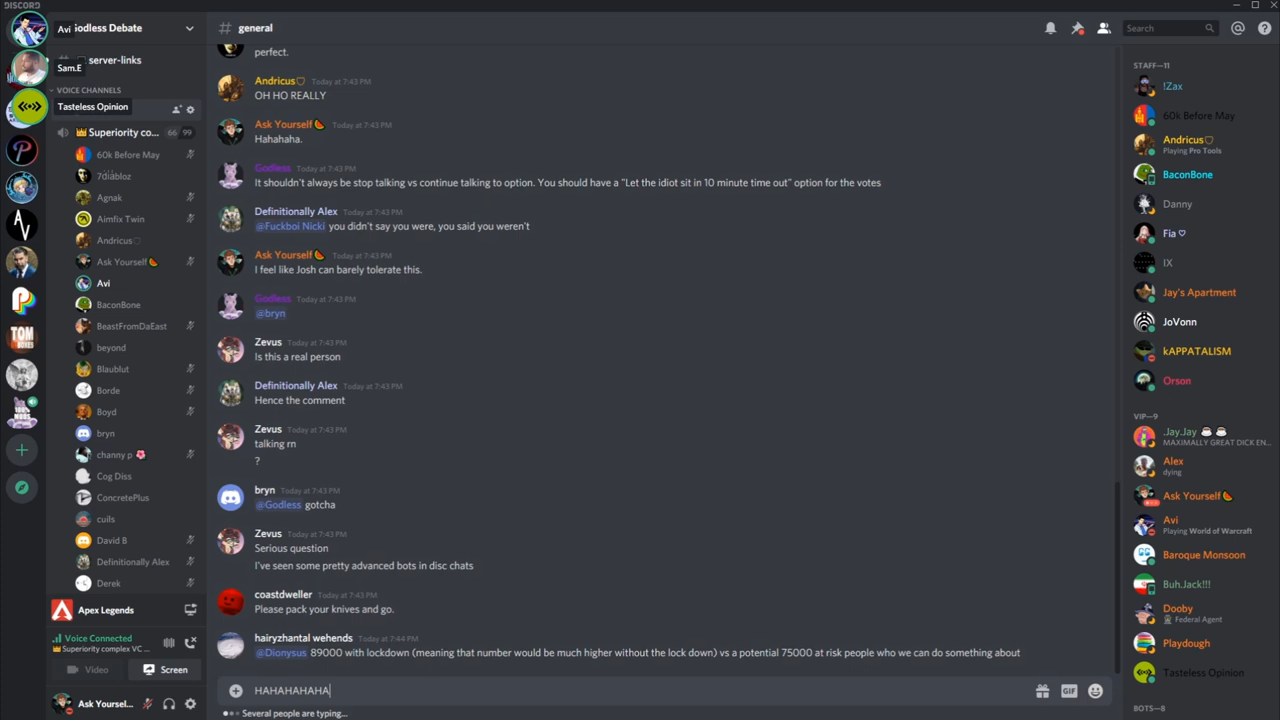 DISCORD
Avi
Godless Debate
# general
Search
Sam.E
server-links
VOICE CHANNELS
Tasteless Opinion
Superiority co... 66 99
60k Before May
7diabloz
Agnak
Aimfix Twin
Andricus♡
Ask Yourself🍉
Avi
BaconBone
BeastFromDaEast
beyond
Blaublut
Borde
Boyd
bryn
channy p 🌸
Cog Diss
ConcretePlus
cuils
David B
Definitionally Alex
Derek
Apex Legends
Voice Connected
Superiority complex VC ...
Video
Screen
Ask Yoursel...
perfect.
Andricus♡ Today at 7:43 PM
OH HO REALLY
Ask Yourself🍉 Today at 7:43 PM
Hahahaha.
Godless Today at 7:43 PM
It shouldn't always be stop talking vs continue talking to option. You should have a "Let the idiot sit in 10 minute time out" option for the votes
Definitionally Alex Today at 7:43 PM
@Fuckboi Nicki you didn't say you were, you said you weren't
Ask Yourself🍉 Today at 7:43 PM
I feel like Josh can barely tolerate this.
Godless Today at 7:43 PM
@bryn
Zevus Today at 7:43 PM
Is this a real person
Definitionally Alex Today at 7:43 PM
Hence the comment
Zevus Today at 7:43 PM
talking rn
?
bryn Today at 7:43 PM
@Godless gotcha
Zevus Today at 7:43 PM
Serious question
I've seen some pretty advanced bots in disc chats
coastdweller Today at 7:43 PM
Please pack your knives and go.
hairyzhantal wehends Today at 7:44 PM
@Dionysus 89000 with lockdown (meaning that number would be much higher without the lock down) vs a potential 75000 at risk people who we can do something about
HAHAHAHAHA
GIF
Several people are typing...
STAFF—11
!Zax
60k Before May
Andricus♡
Playing Pro Tools
BaconBone
Danny
Fia ♡
IX
Jay's Apartment
JoVonn
kAPPATALISM
Orson
VIP—9
.Jay.Jay ☕ ☕
MAXIMALLY GREAT DICK EN...
Alex
dying
Ask Yourself🍉
Avi
Playing World of Warcraft
Baroque Monsoon
Buh.Jack!!!
Dooby
Federal Agent
Playdough
Tasteless Opinion
BOTS—8